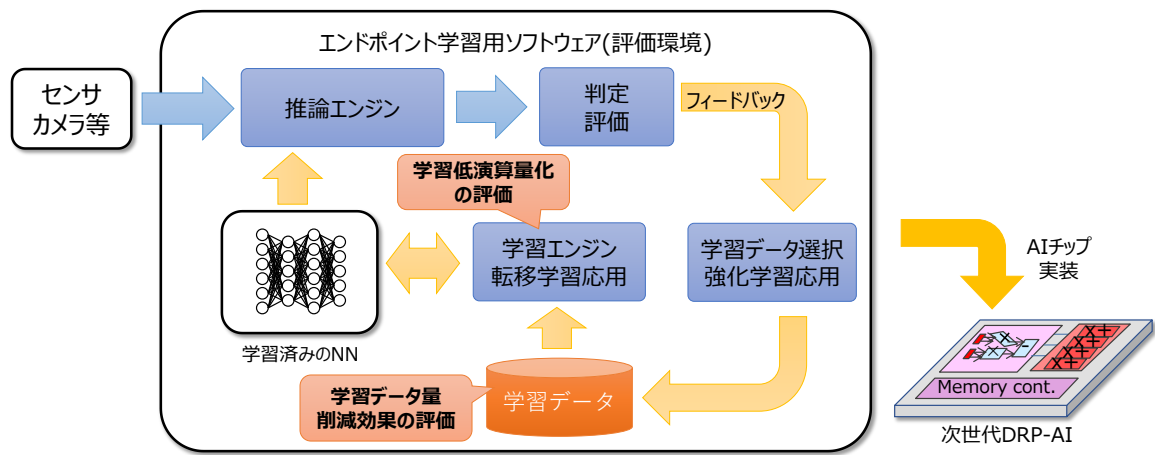 エンドポイント学習用ソフトウェア(評価環境)
センサ
カメラ等
推論エンジン
判定
評価
フィードバック
学習低演算量化
の評価
学習エンジン
転移学習応用
学習データ選択
強化学習応用
AIチップ
実装
学習済みのNN
学習データ量
削減効果の評価
学習データ
Memory cont.
次世代DRP-AI